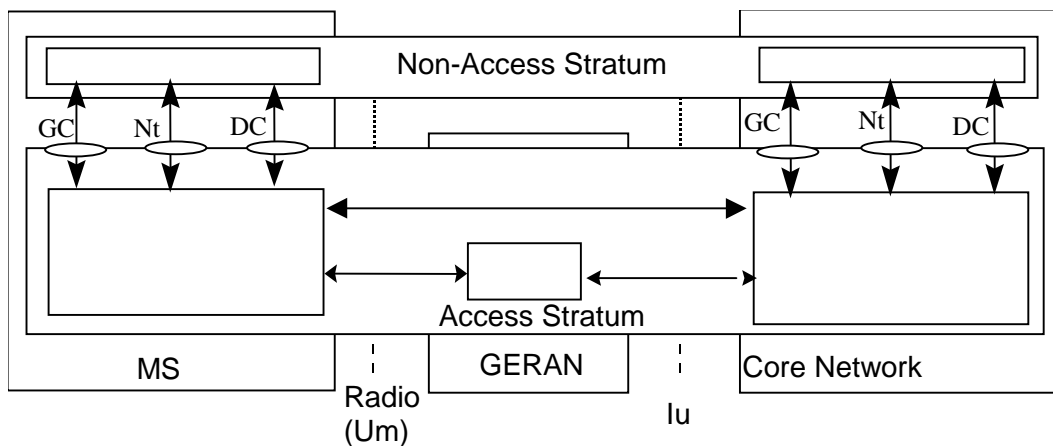 Non-Access Stratum
GC Nt DC
GC Nt DC
Access Stratum
MS
GERAN
Core Network
Radio
(Um)
Iu